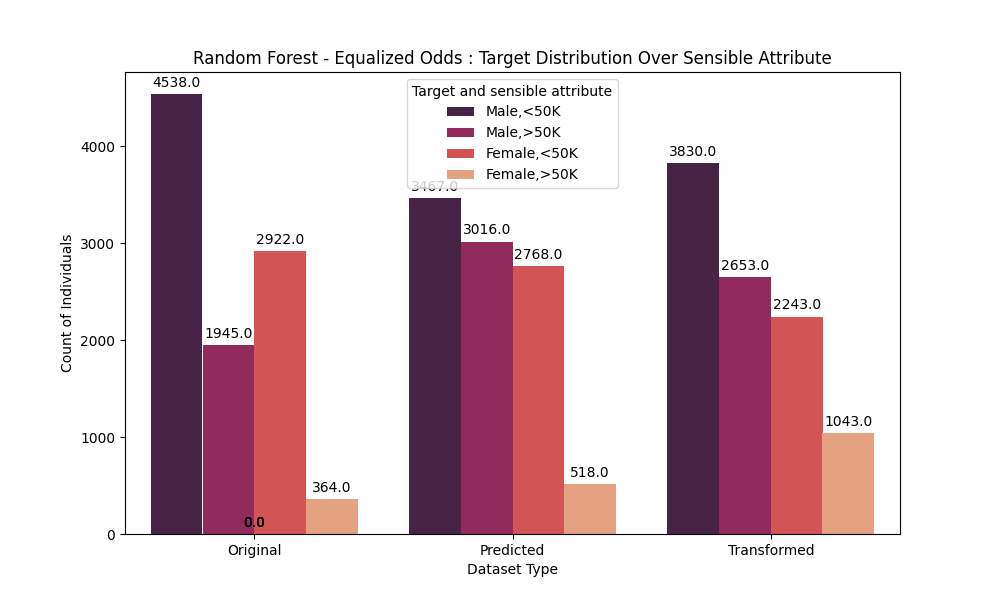 Random Forest - Equalized Odds : Target Distribution Over Sensible Attribute
Target and sensible attribute
Male,<50K
Male,>50K
Female,<50K
Female,>50K
Count of Individuals
4000
3000
2000
1000
0
4538.0
1945.0
2922.0
364.0
0.0
3467.0
3016.0
2768.0
518.0
3830.0
2653.0
2243.0
1043.0
Original
Predicted
Transformed
Dataset Type